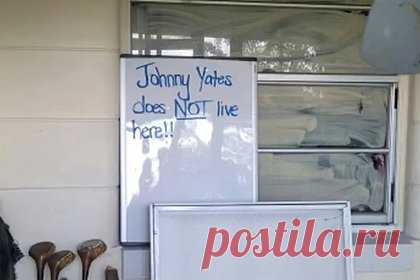 Johnny Yates
does NOT live
here!!
postila.ru